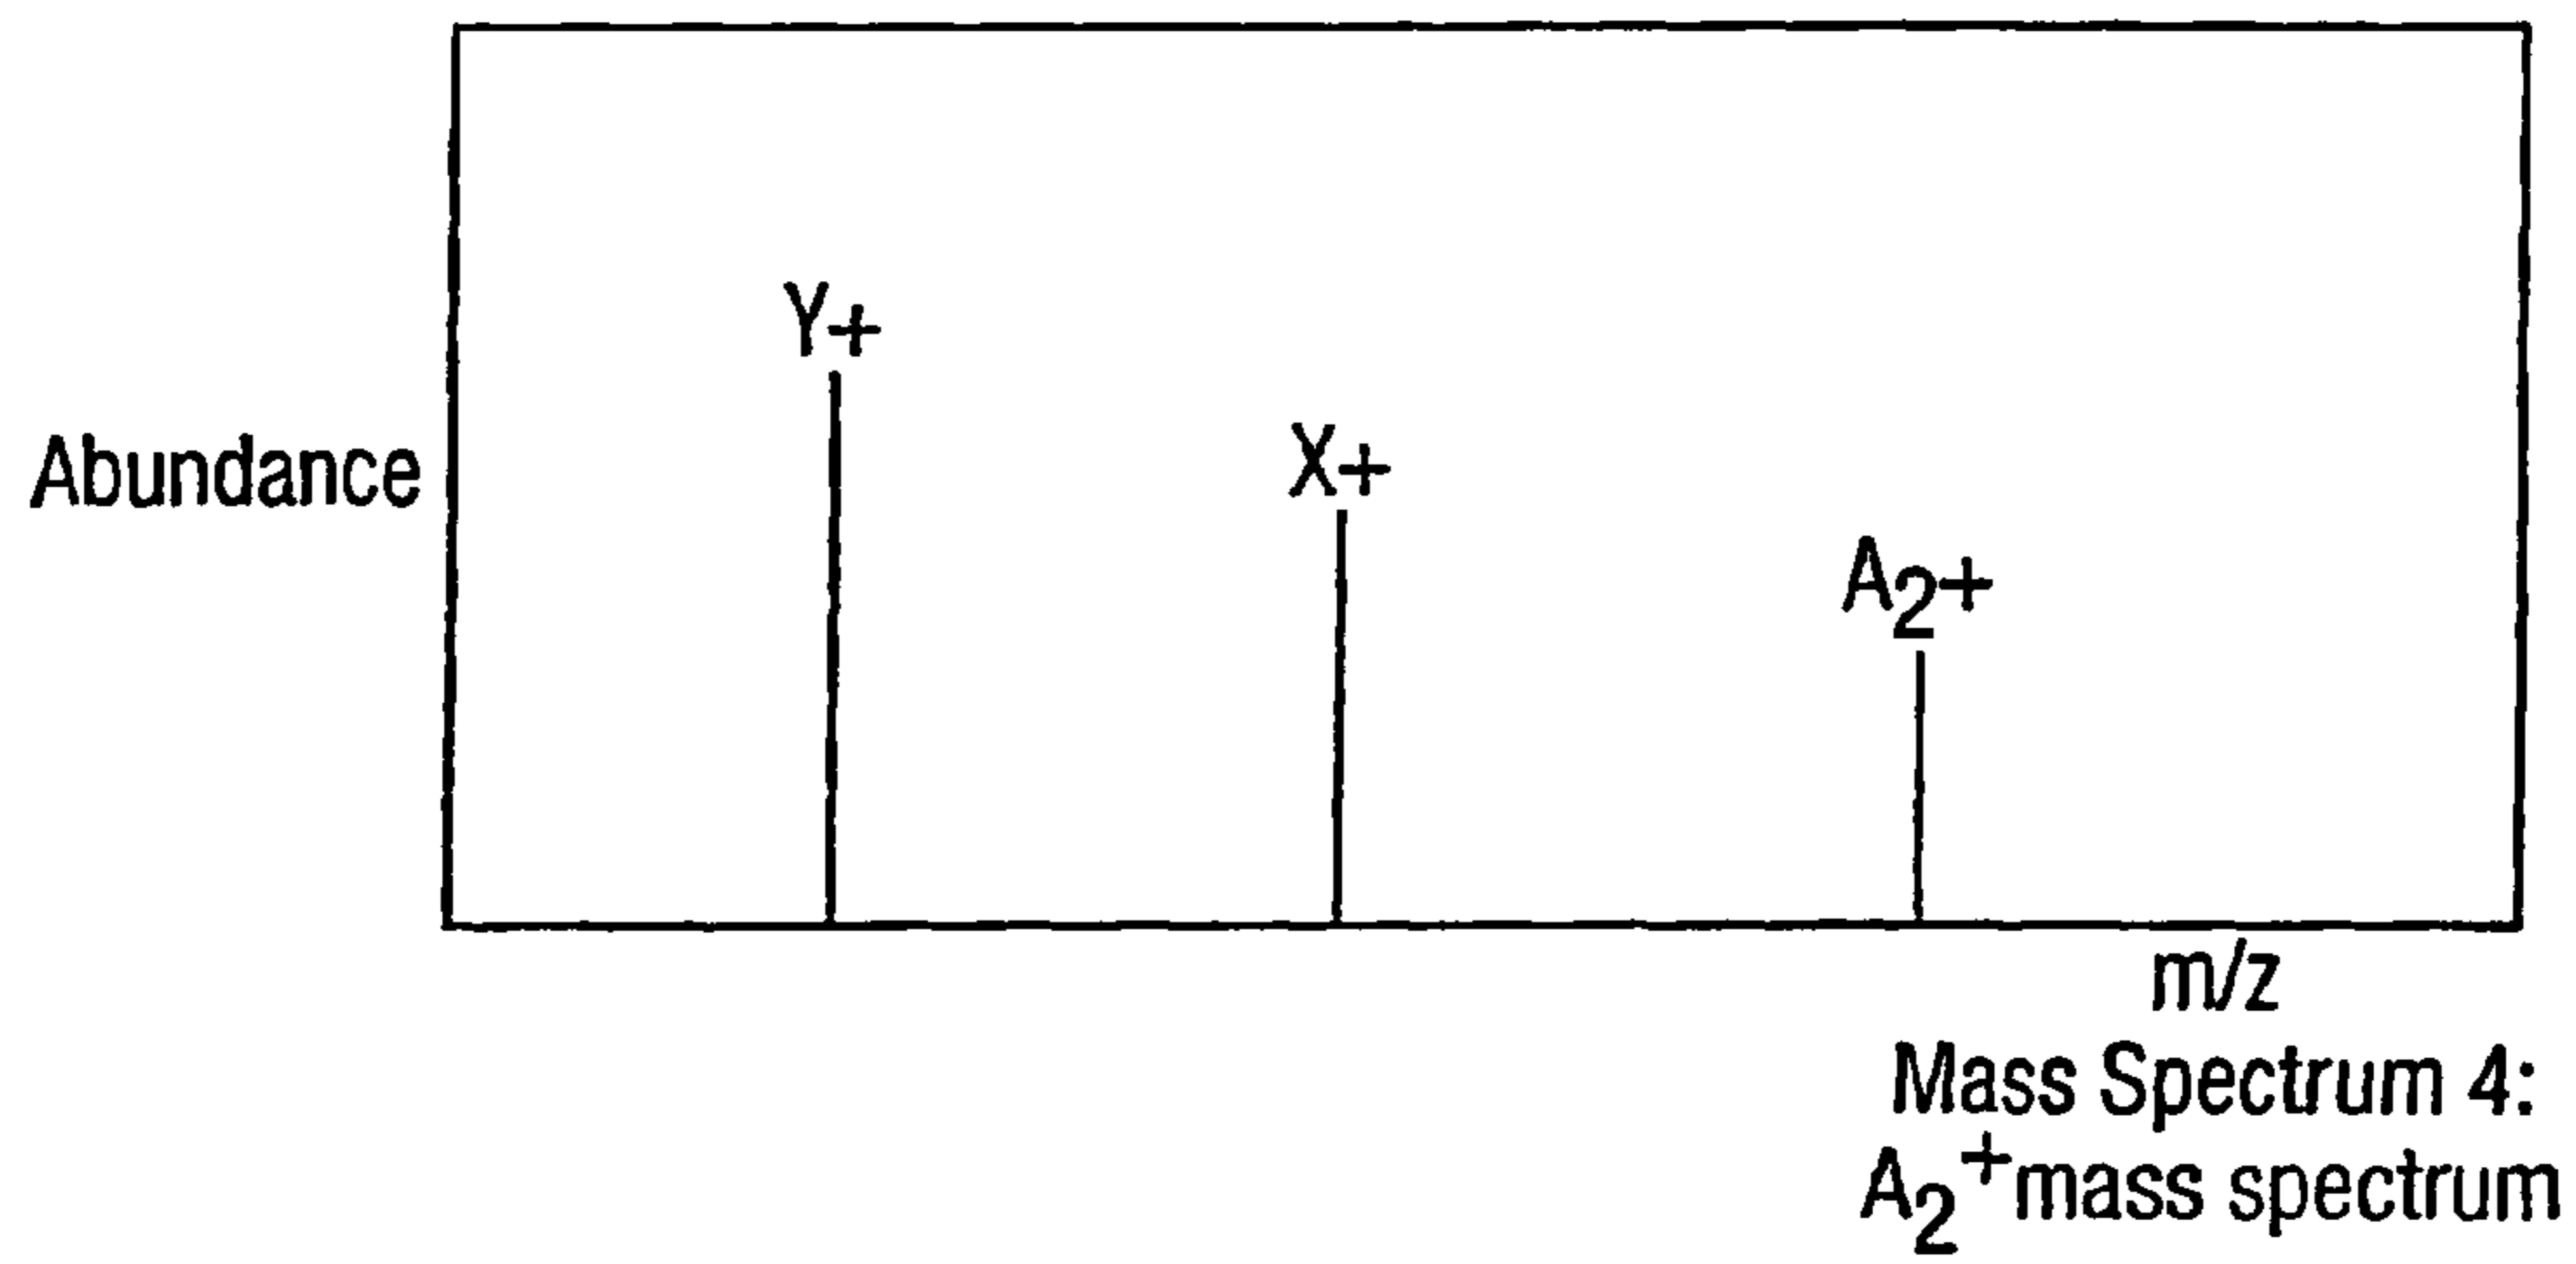 Y+
X+
A2+
Abundance
m/z
Mass Spectrum 4:
A2+mass spectrum